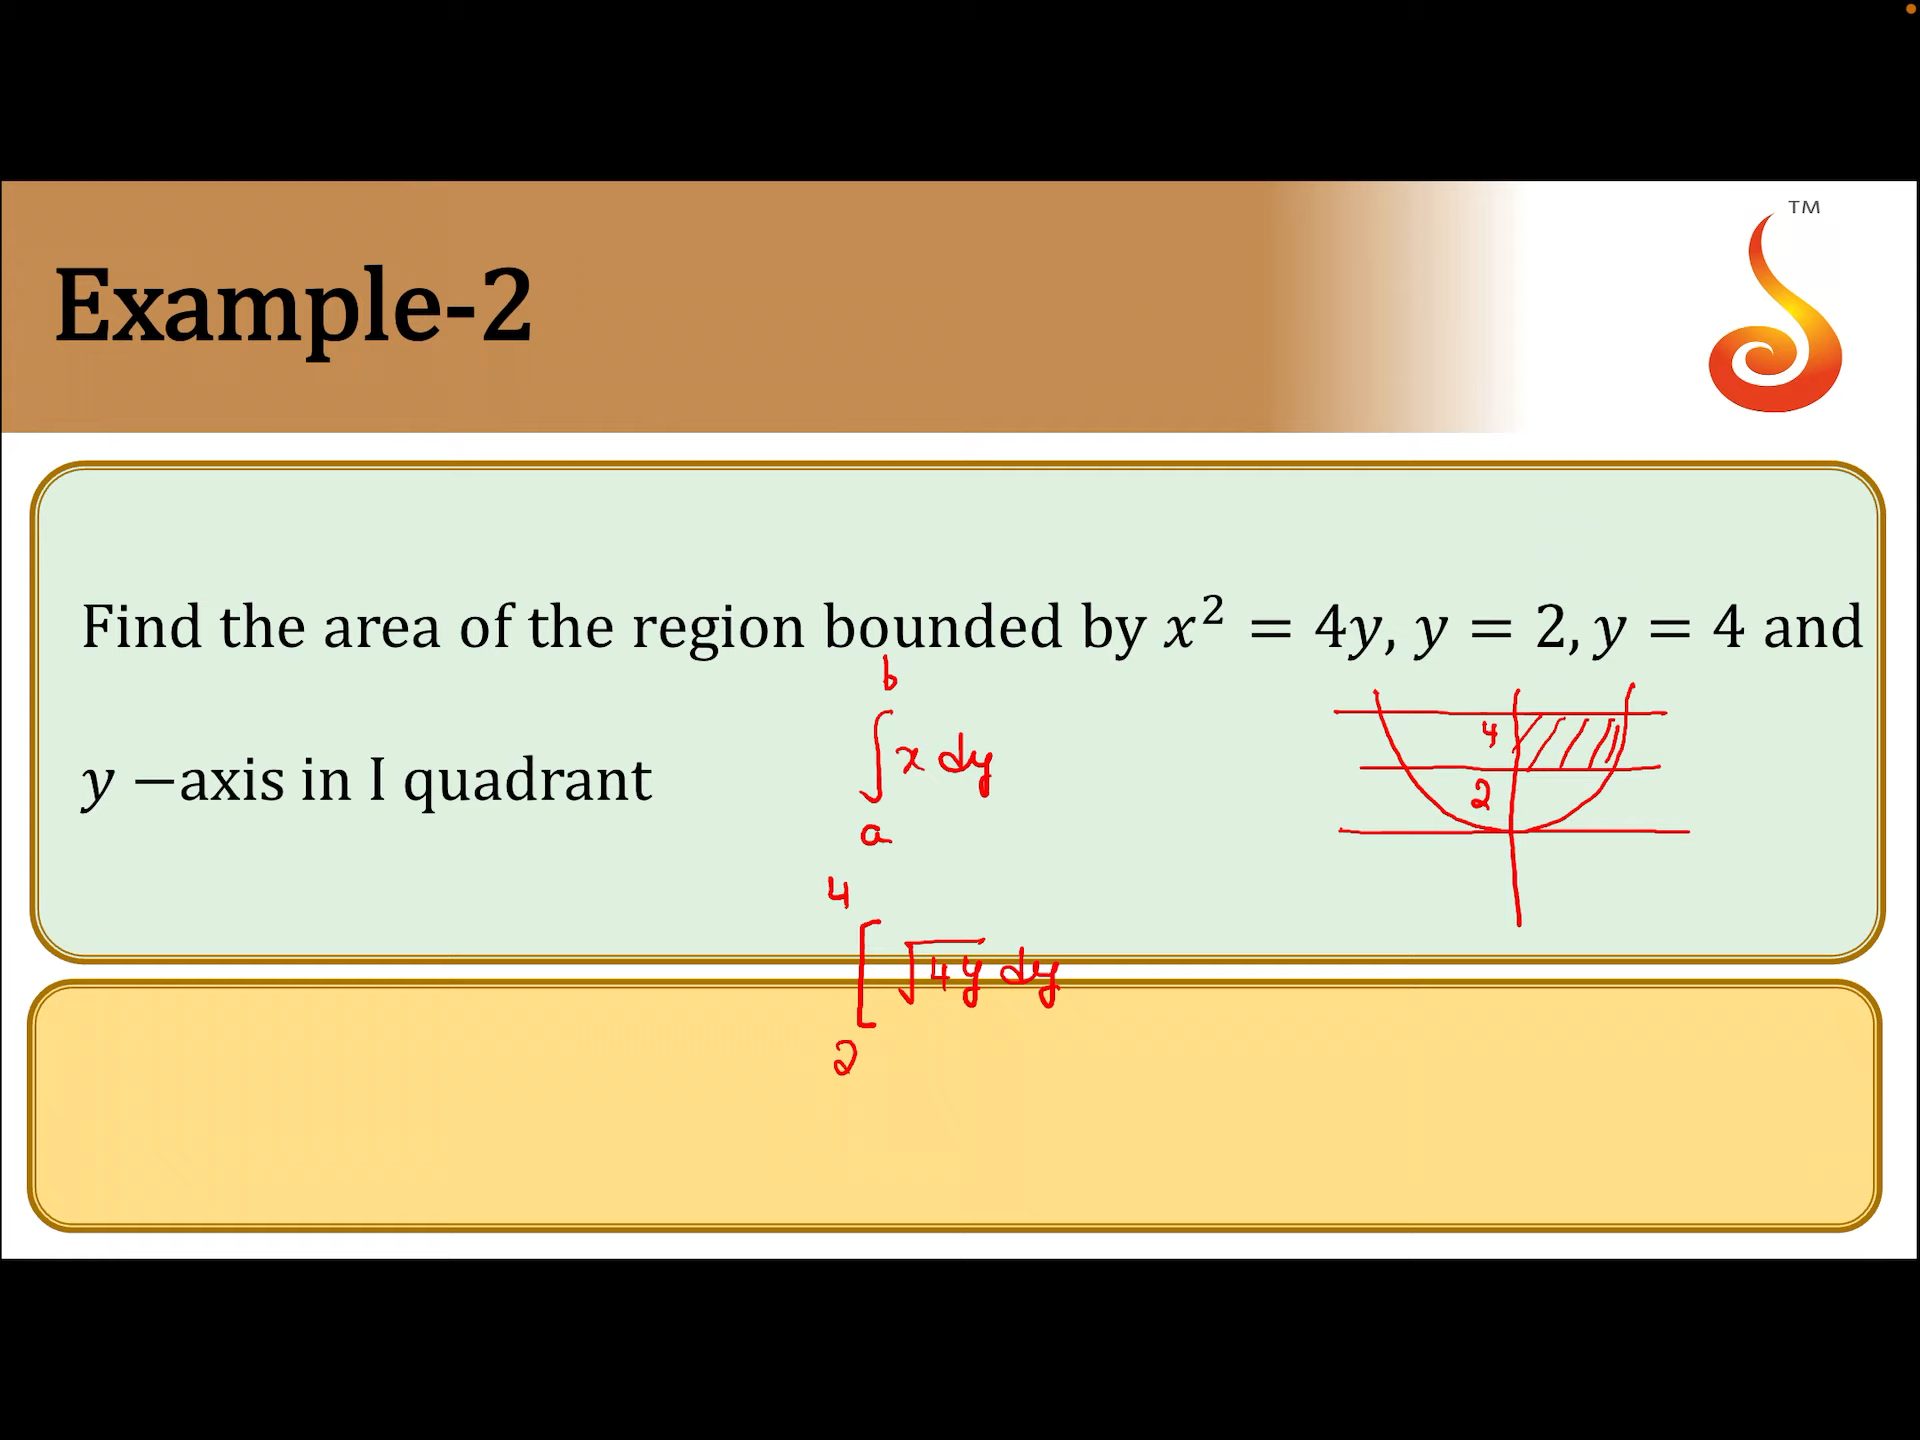 TM
Example-2
Find the area of the region bounded by x² = 4y, y = 2, y = 4 and
y −axis in I quadrant
b
∫ x dy
a
4
2
4
[ √4y dy
2